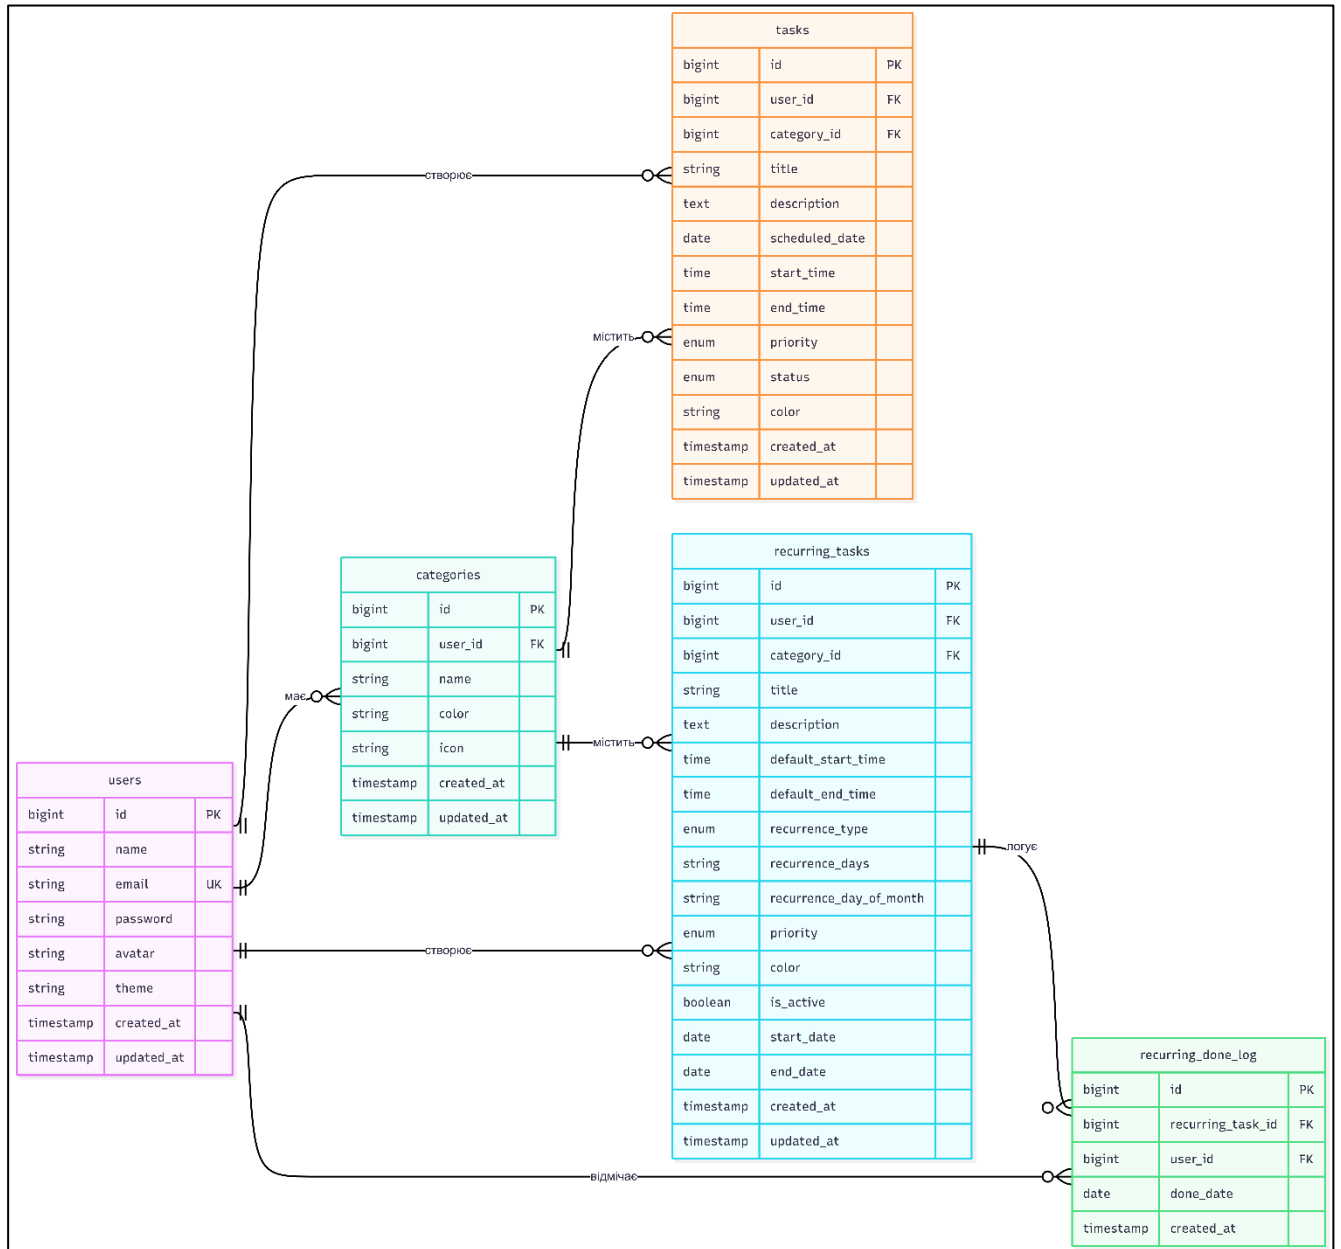 tasks
bigint id PK
bigint user_id FK
bigint category_id FK
string title
text description
date scheduled_date
time start_time
time end_time
enum priority
enum status
string color
timestamp created_at
timestamp updated_at
створює
містить
categories
bigint id PK
bigint user_id FK
string name
string color
string icon
timestamp created_at
timestamp updated_at
має
містить
recurring_tasks
bigint id PK
bigint user_id FK
bigint category_id FK
string title
text description
time default_start_time
time default_end_time
enum recurrence_type
string recurrence_days
string recurrence_day_of_month
enum priority
string color
boolean is_active
date start_date
date end_date
timestamp created_at
timestamp updated_at
users
bigint id PK
string name
string email UK
string password
string avatar
string theme
timestamp created_at
timestamp updated_at
створює
логує
відмічає
recurring_done_log
bigint id PK
bigint recurring_task_id FK
bigint user_id FK
date done_date
timestamp created_at